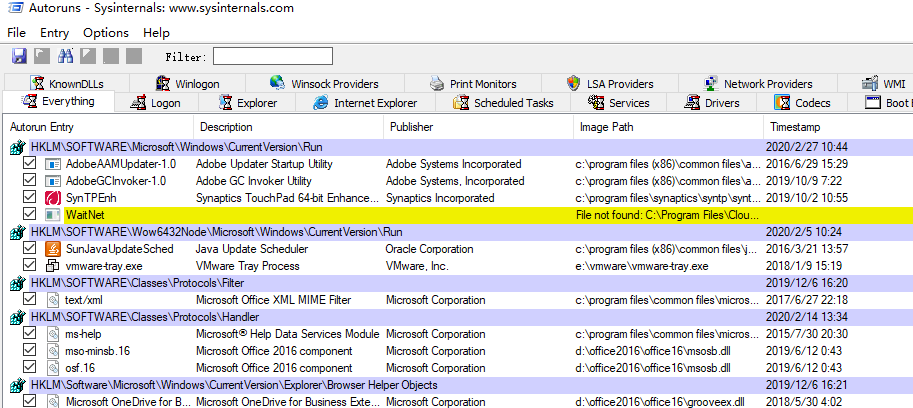 Autoruns - Sysinternals: www.sysinternals.com
File Entry Options Help
Filter:
KnownDLLs Winlogon Winsock Providers Print Monitors LSA Providers Network Providers WMI
Everything Logon Explorer Internet Explorer Scheduled Tasks Services Drivers Codecs Boot
Autorun Entry Description Publisher Image Path Timestamp
HKLM\SOFTWARE\Microsoft\Windows\CurrentVersion\Run 2020/2/27 10:44
AdobeAAMUpdater-1.0 Adobe Updater Startup Utility Adobe Systems Incorporated c:\program files (x86)\common files\a... 2016/6/29 15:29
AdobeGCInvoker-1.0 Adobe GC Invoker Utility Adobe Systems, Incorporated c:\program files (x86)\common files\a... 2019/10/9 7:22
SynTPEnh Synaptics TouchPad 64-bit Enhance... Synaptics Incorporated c:\program files\synaptics\syntp\synt... 2019/10/2 10:55
WaitNet File not found: C:\Program Files\Clou...
HKLM\SOFTWARE\Wow6432Node\Microsoft\Windows\CurrentVersion\Run 2020/2/5 10:24
SunJavaUpdateSched Java Update Scheduler Oracle Corporation c:\program files (x86)\common files\j... 2016/3/21 13:57
vmware-tray.exe VMware Tray Process VMware, Inc. e:\vmware\vmware-tray.exe 2018/1/9 15:19
HKLM\SOFTWARE\Classes\Protocols\Filter 2019/12/6 16:20
text/xml Microsoft Office XML MIME Filter Microsoft Corporation c:\program files\common files\micros... 2017/6/27 22:18
HKLM\SOFTWARE\Classes\Protocols\Handler 2020/2/14 13:34
ms-help Microsoft® Help Data Services Module Microsoft Corporation c:\program files\common files\micros... 2015/7/30 20:30
mso-minsb.16 Microsoft Office 2016 component Microsoft Corporation d:\office2016\office16\msosb.dll 2019/6/12 0:43
osf.16 Microsoft Office 2016 component Microsoft Corporation d:\office2016\office16\msosb.dll 2019/6/12 0:43
HKLM\Software\Microsoft\Windows\CurrentVersion\Explorer\Browser Helper Objects 2019/12/6 16:21
Microsoft OneDrive for B... Microsoft OneDrive for Business Exte... Microsoft Corporation d:\office2016\office16\grooveex.dll 2018/5/30 4:02